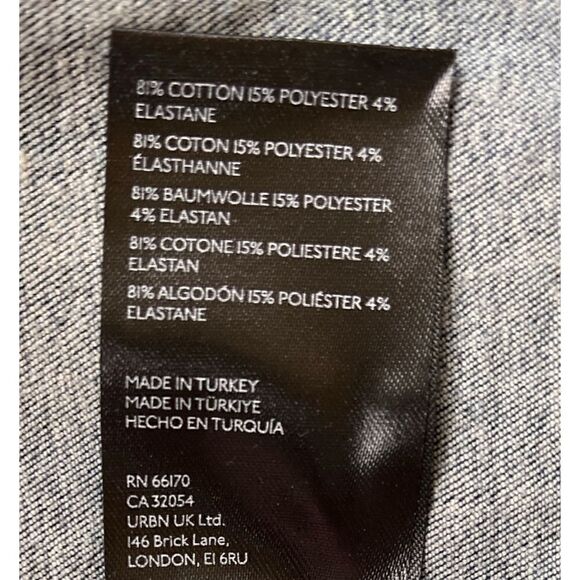 81% COTTON 15% POLYESTER 4%
ELASTANE
81% COTON 15% POLYESTER 4%
ÉLASTHANNE
81% BAUMWOLLE 15% POLYESTER
4% ELASTAN
81% COTONE 15% POLIESTERE 4%
ELASTAN
81% ALGODÓN 15% POLIÉSTER 4%
ELASTANE
MADE IN TURKEY
MADE IN TÜRKIYE
HECHO EN TURQUÍA
RN 66170
CA 32054
URBN UK Ltd.
146 Brick Lane,
LONDON, E1 6RU